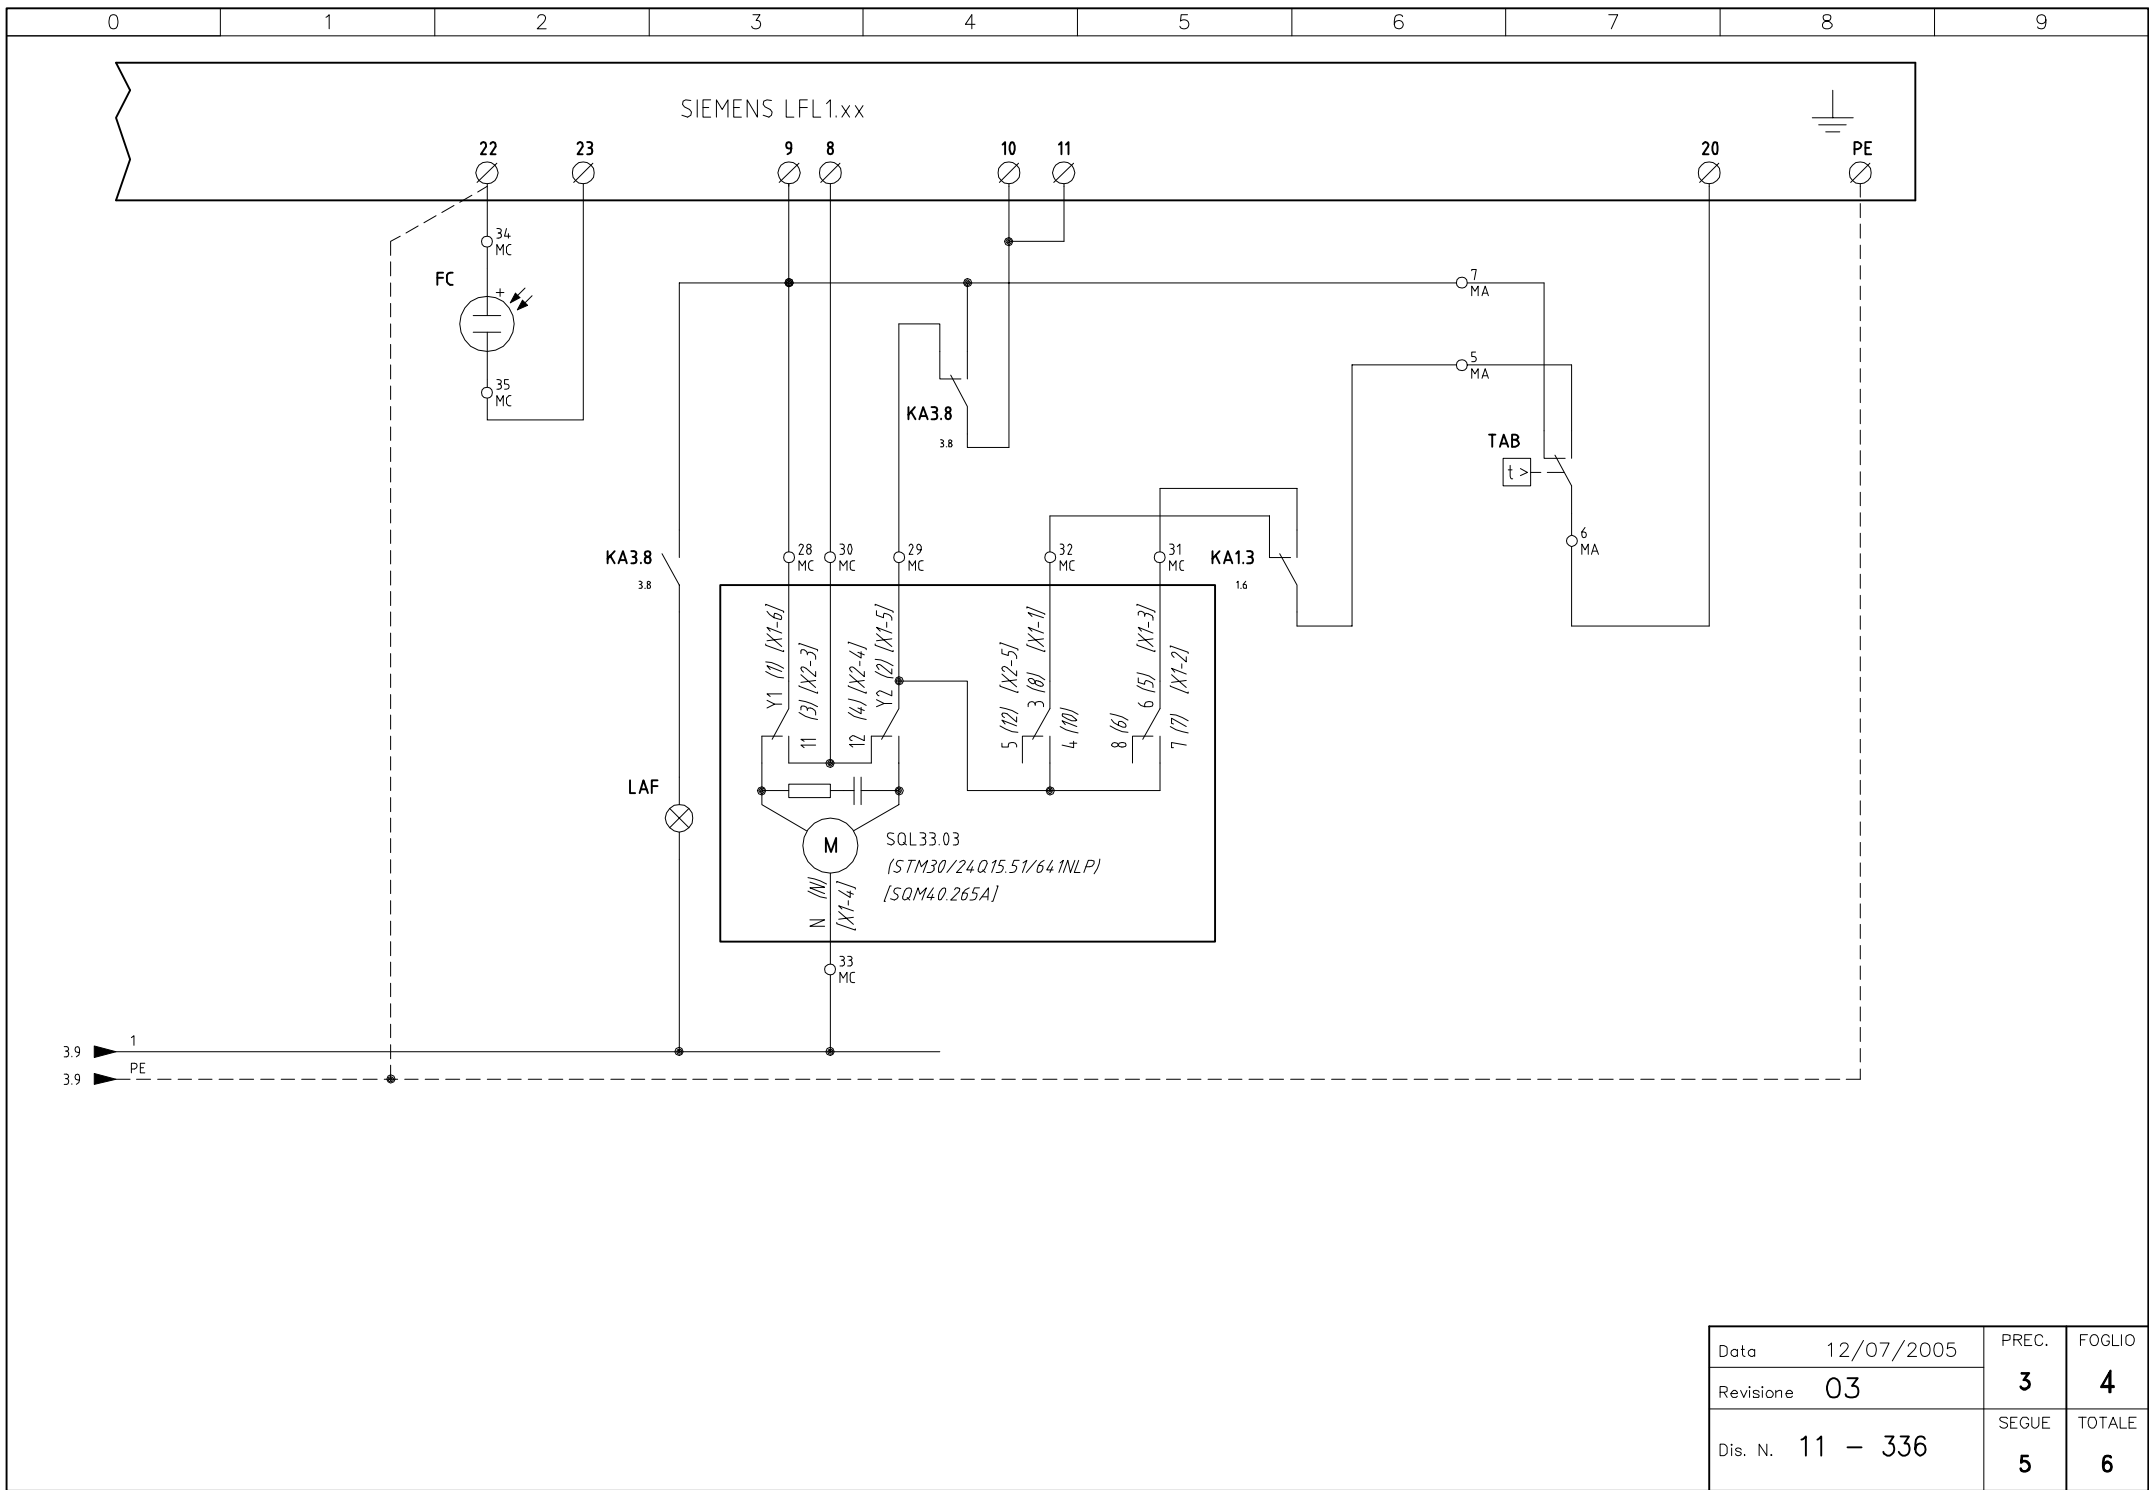 0 1 2 3 4 5 6 7 8 9
SIEMENS LFL1.xx
22 23 9 8 10 11 20 PE
34
MC
FC
+
35
MC
7
MA
5
MA
KA3.8
3.8
TAB
t >
6
MA
KA3.8
3.8
28
MC
30
MC
29
MC
32
MC
31
MC
KA1.3
1.6
Y1 (1) [X1-6]
11 (3) [X2-3]
12 (4) [X2-4]
Y2 (2) [X1-5]
5 (12) [X2-5]
3 (8) [X1-1]
4 (10)
8 (6)
6 (5) [X1-3]
7 (7) [X1-2]
LAF
M
SQL33.03
(STM30/24Q15.51/641NLP)
[SQM40.265A]
N (N)
[X1-4]
33
MC
3.9 1
3.9 PE
Data 12/07/2005
Revisione 03
Dis. N. 11 - 336
PREC.
3
FOGLIO
4
SEGUE
5
TOTALE
6